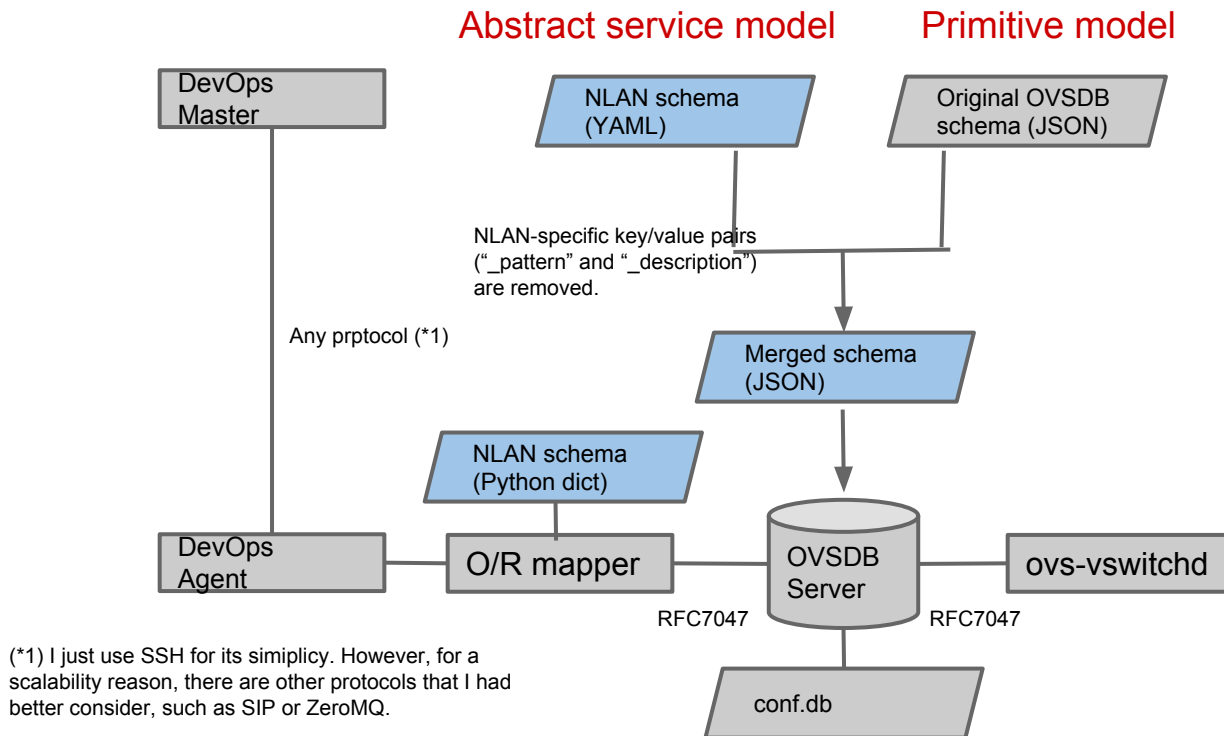 Abstract service model
Primitive model
DevOps
Master
NLAN schema
(YAML)
Original OVSDB
schema (JSON)
NLAN-specific key/value pairs
(“_pattern” and “_description”)
are removed.
Any prptocol (*1)
Merged schema
(JSON)
NLAN schema
(Python dict)
DevOps
Agent
O/R mapper
OVSDB
Server
ovs-vswitchd
RFC7047
RFC7047
(*1) I just use SSH for its simiplicy. However, for a
scalability reason, there are other protocols that I had
better consider, such as SIP or ZeroMQ.
conf.db